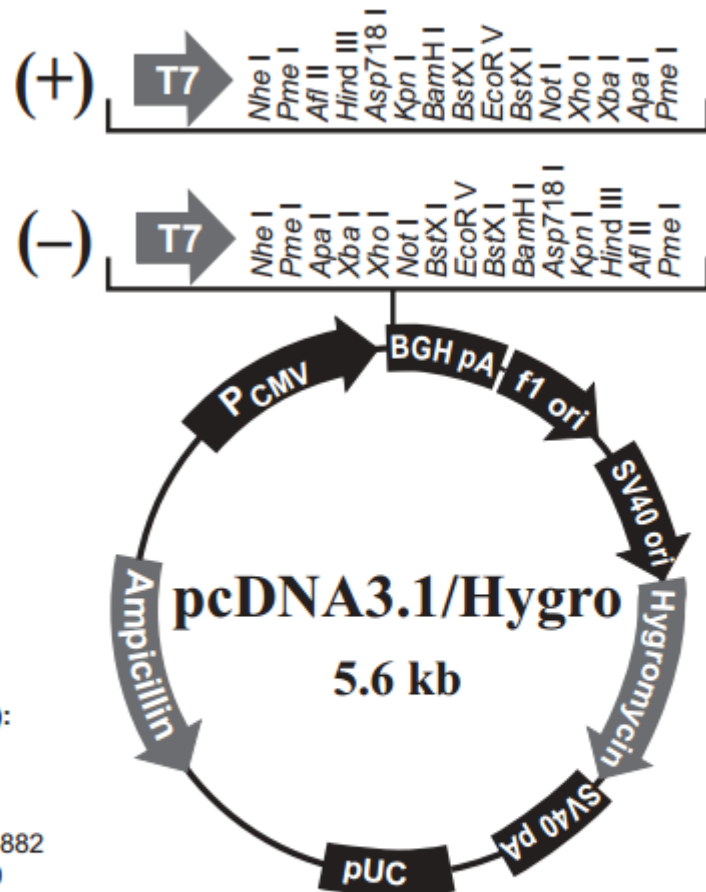 (+)
T7
Nhe I
Pme I
Afl II
Hind III
Asp718 I
Kpn I
BamH I
BstX I
EcoR V
BstX I
Not I
Xho I
Xba I
Apa I
Pme I
(–)
T7
Nhe I
Pme I
Apa I
Xba I
Xho I
Not I
BstX I
EcoR V
BstX I
BamH I
Asp718 I
Kpn I
Hind III
Afl II
Pme I
P CMV
BGH pA
f1 ori
SV40 ori
Hygromycin
SV40 pA
pUC
Ampicillin
pcDNA3.1/Hygro
5.6 kb
):
882